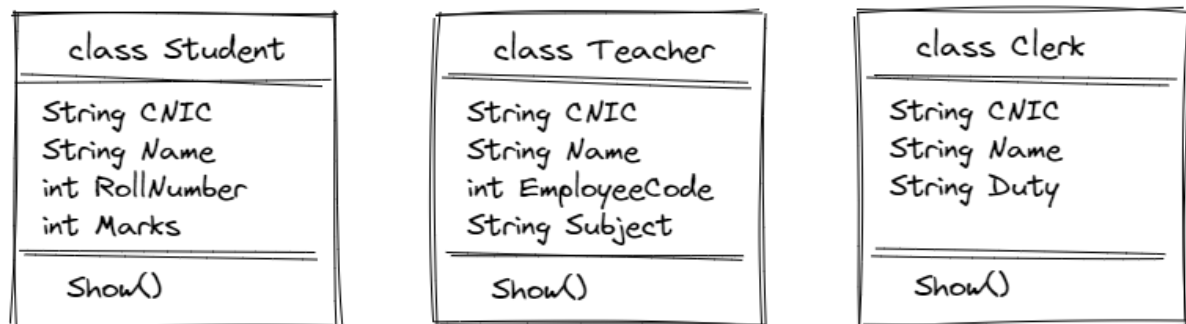 class Student
String CNIC
String Name
int RollNumber
int Marks
Show()
class Teacher
String CNIC
String Name
int EmployeeCode
String Subject
Show()
class Clerk
String CNIC
String Name
String Duty
Show()